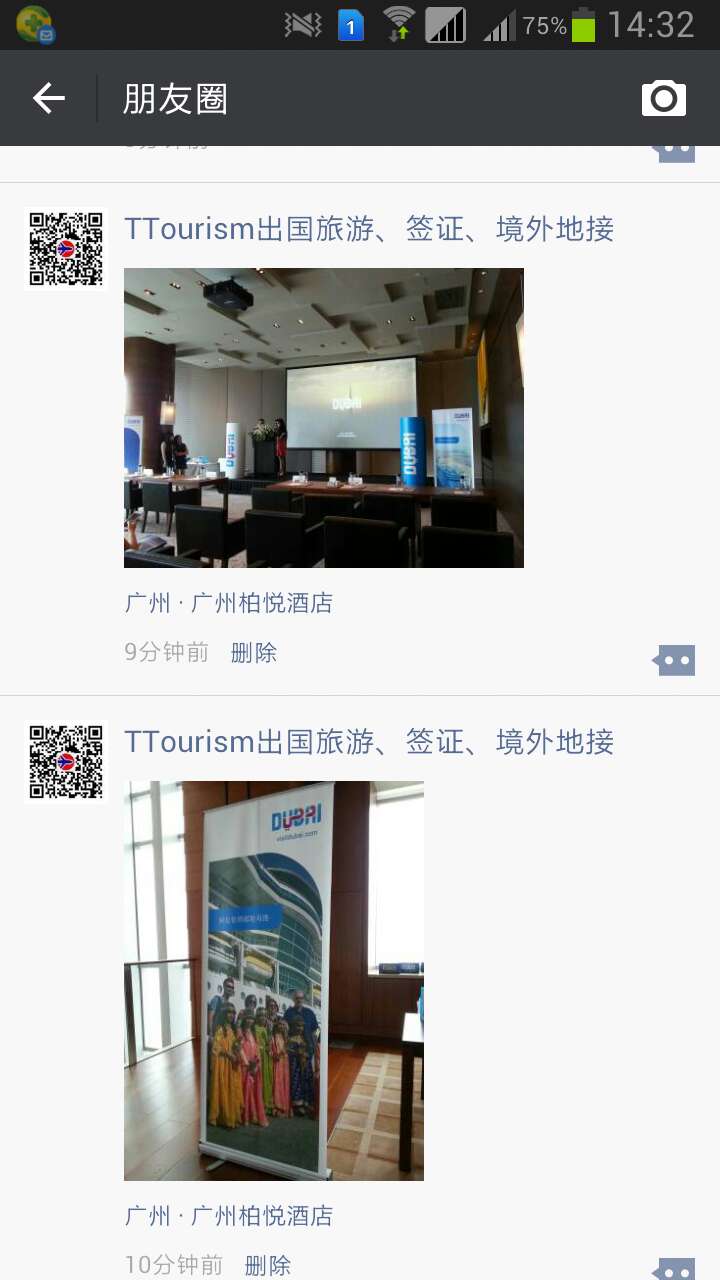 1
75%
14:32
朋友圈
TTourism出国旅游、签证、境外地接
DUBAI
DUBAI
DUBAI
DUBAI
广州 · 广州柏悦酒店
9分钟前 删除
TTourism出国旅游、签证、境外地接
DUBAI
visitdubai.com
广州 · 广州柏悦酒店
10分钟前 删除